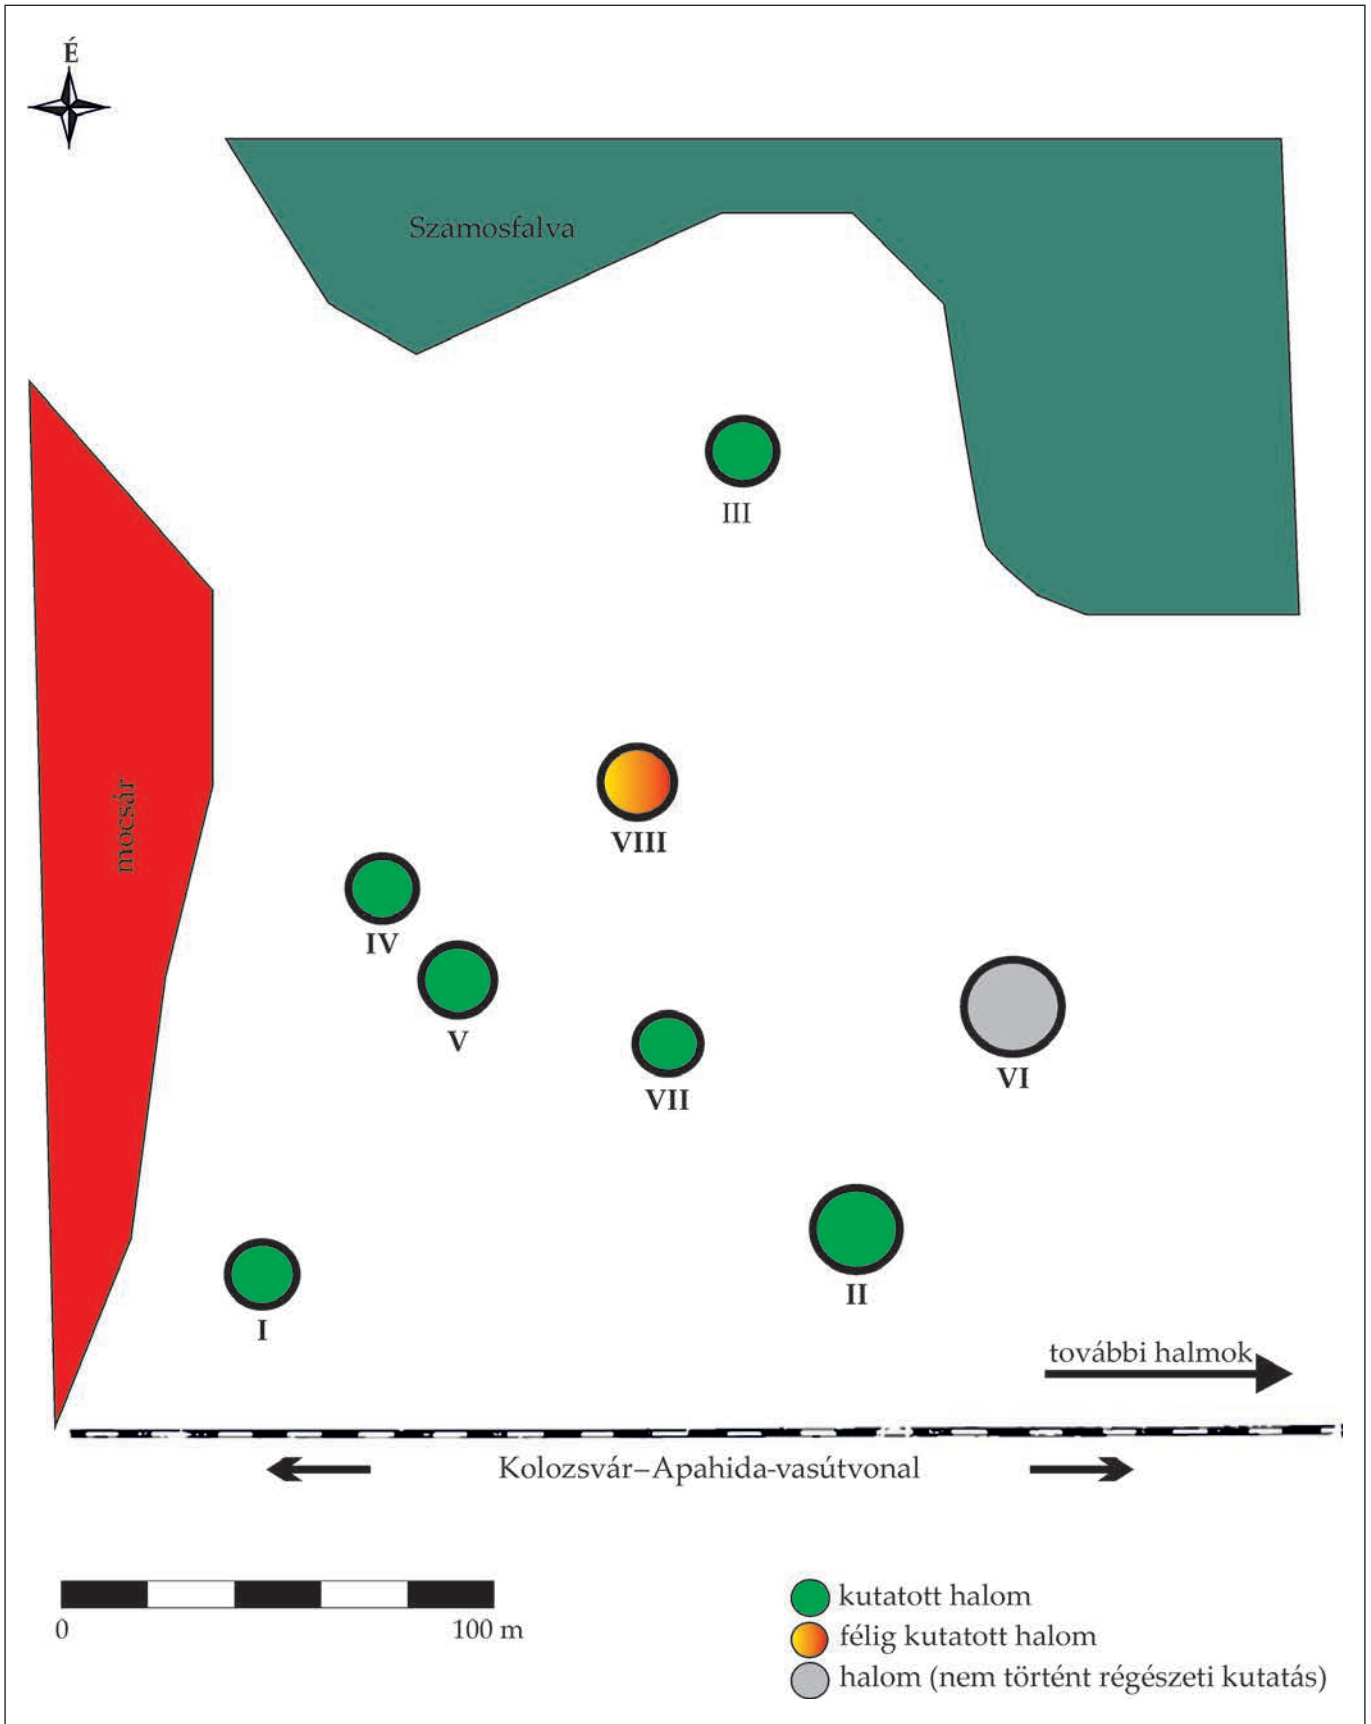 É
Szamosfalva
III
mocsár
VIII
IV
V
VII
VI
I
II
további halmok
Kolozsvár–Apahida-vasútvonal
0
100 m
kutatott halom
félig kutatott halom
halom (nem történt régészeti kutatás)